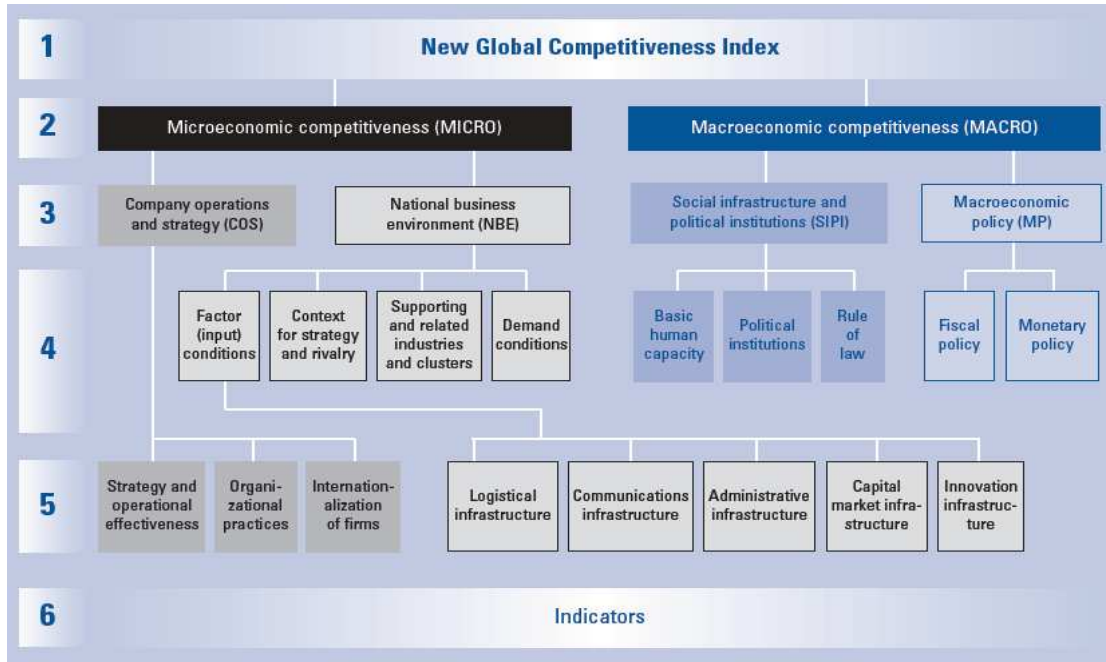 1
New Global Competitiveness Index
2
Microeconomic competitiveness (MICRO)
Macroeconomic competitiveness (MACRO)
3
Company operations
and strategy (COS)
National business
environment (NBE)
Social infrastructure and
political institutions (SIPI)
Macroeconomic
policy (MP)
4
Factor
(input)
conditions
Context
for strategy
and rivalry
Supporting
and related
industries
and clusters
Demand
conditions
Basic
human
capacity
Political
institutions
Rule
of
law
Fiscal
policy
Monetary
policy
5
Strategy and
operational
effectiveness
Organi-
zational
practices
Internation-
alization
of firms
Logistical
infrastructure
Communications
infrastructure
Administrative
infrastructure
Capital
market infra-
structure
Innovation
infrastruc-
ture
6
Indicators